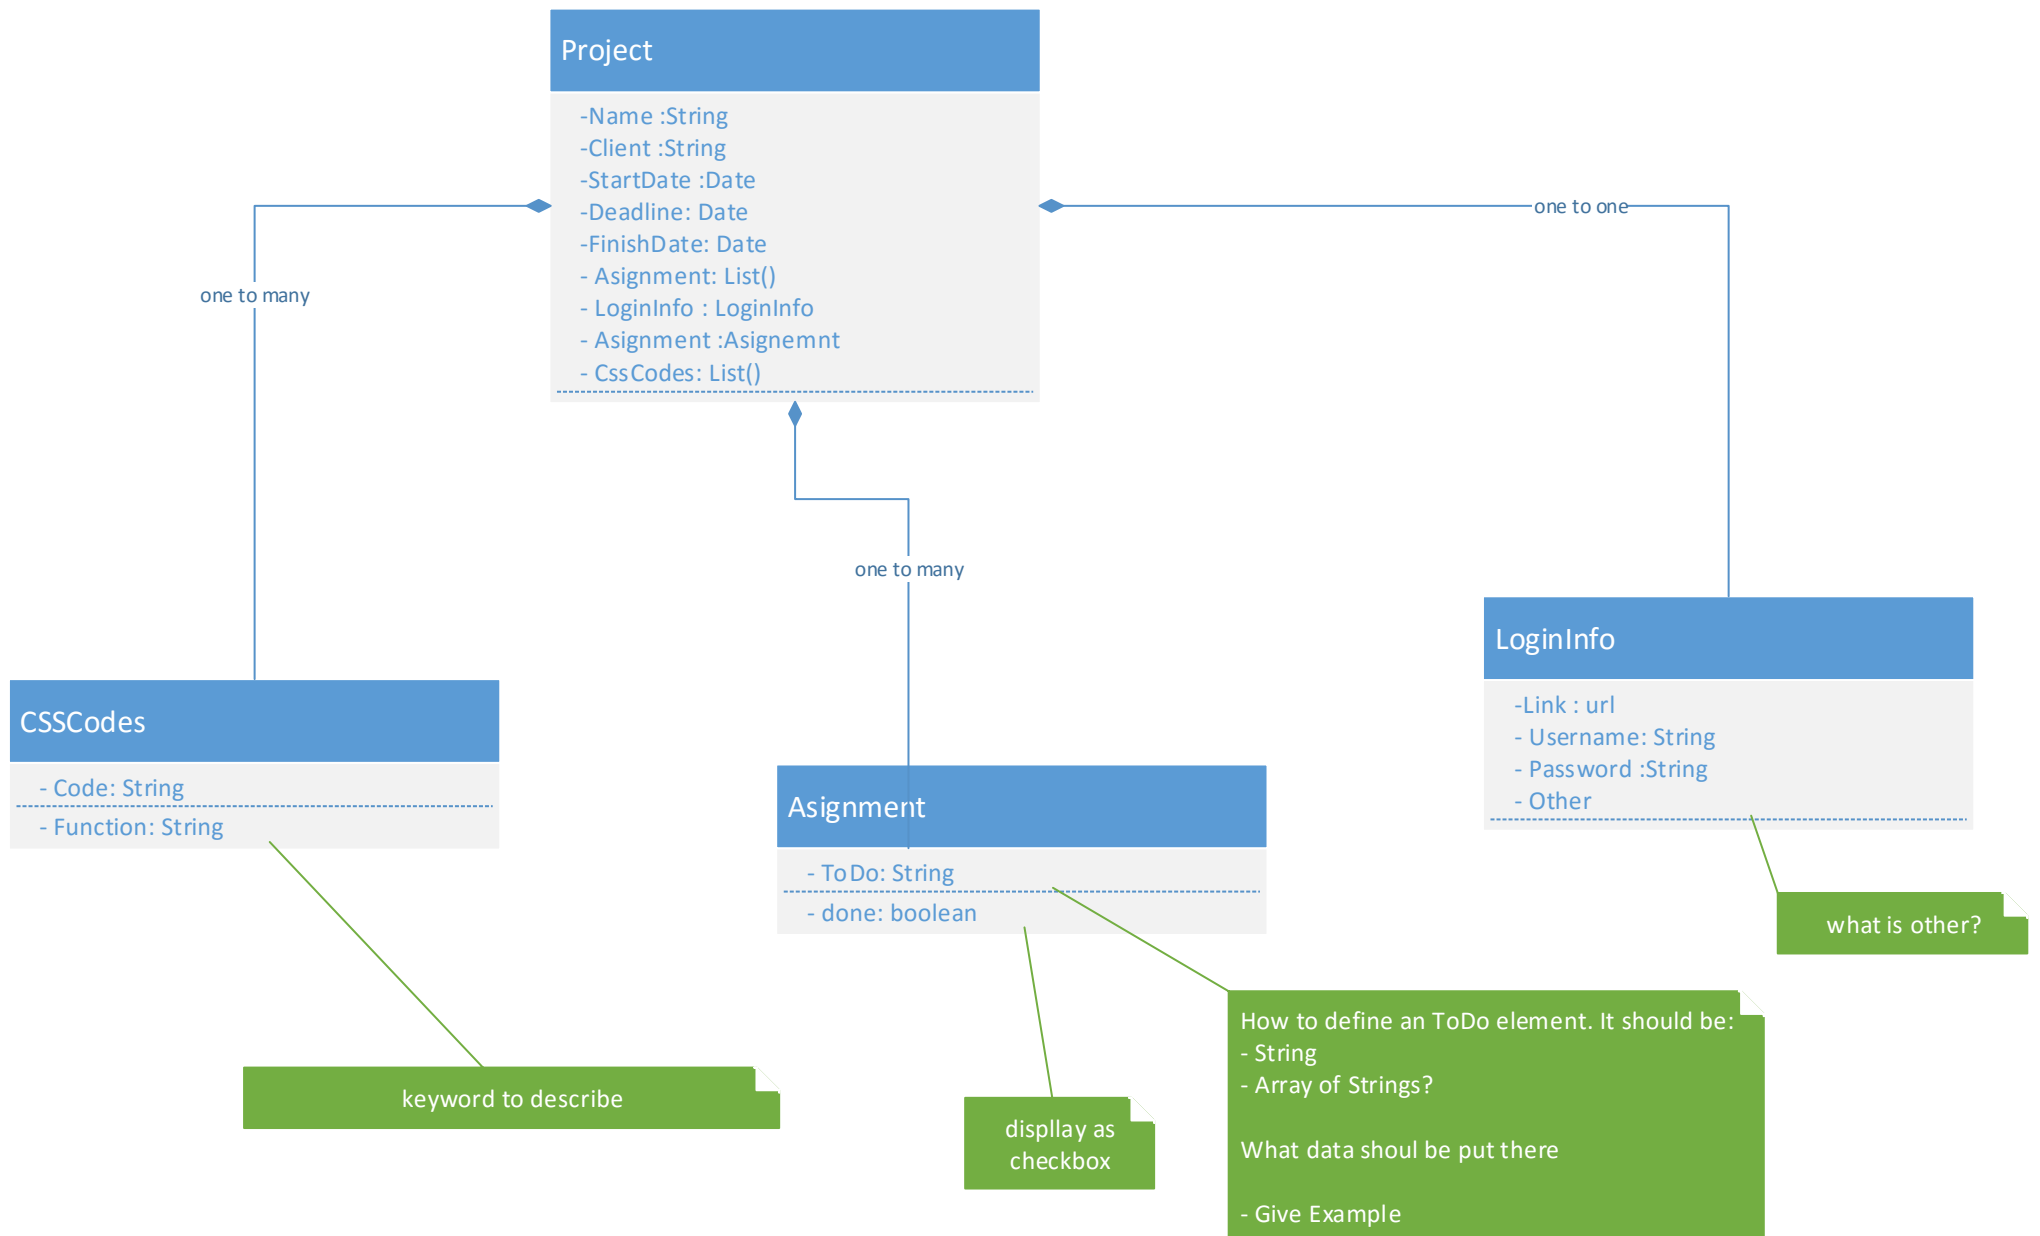 Project
-Name :String
-Client :String
-StartDate :Date
-Deadline: Date
-FinishDate: Date
- Asignment: List()
- LoginInfo : LoginInfo
- Asignment :Asignemnt
- CssCodes: List()
one to one
one to many
one to many
LoginInfo
-Link : url
- Username: String
- Password :String
- Other
CSSCodes
- Code: String
- Function: String
Asignment
- ToDo: String
- done: boolean
what is other?
How to define an ToDo element. It should be:
- String
- Array of Strings?
What data shoul be put there
- Give Example
keyword to describe
displlay as
checkbox